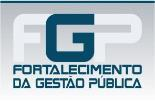 FGP
FORTALECIMENTO
DA GESTÃO PÚBLICA